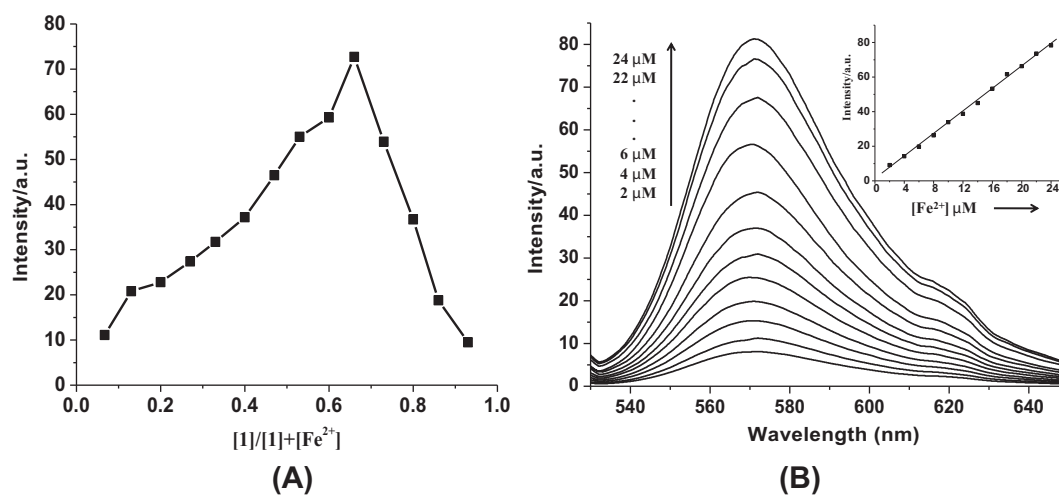 80
70
60
50
40
30
20
10
0
Intensity/a.u.
0.0 0.2 0.4 0.6 0.8 1.0
[1]/[1]+[Fe²⁺]
(A)
80
70
60
50
40
30
20
10
0
Intensity/a.u.
24 μM
22 μM
.
.
.
6 μM
4 μM
2 μM
80
60
40
20
0
Intensity/a.u.
0 4 8 12 16 20 24
[Fe²⁺] μM
540 560 580 600 620 640
Wavelength (nm)
(B)